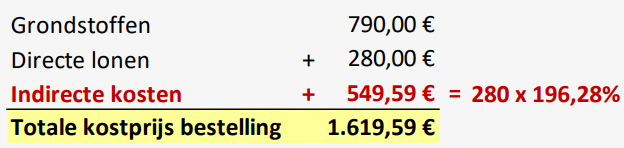 Grondstoffen 790,00 €
Directe lonen + 280,00 €
Indirecte kosten + 549,59 € = 280 x 196,28%
Totale kostprijs bestelling 1.619,59 €